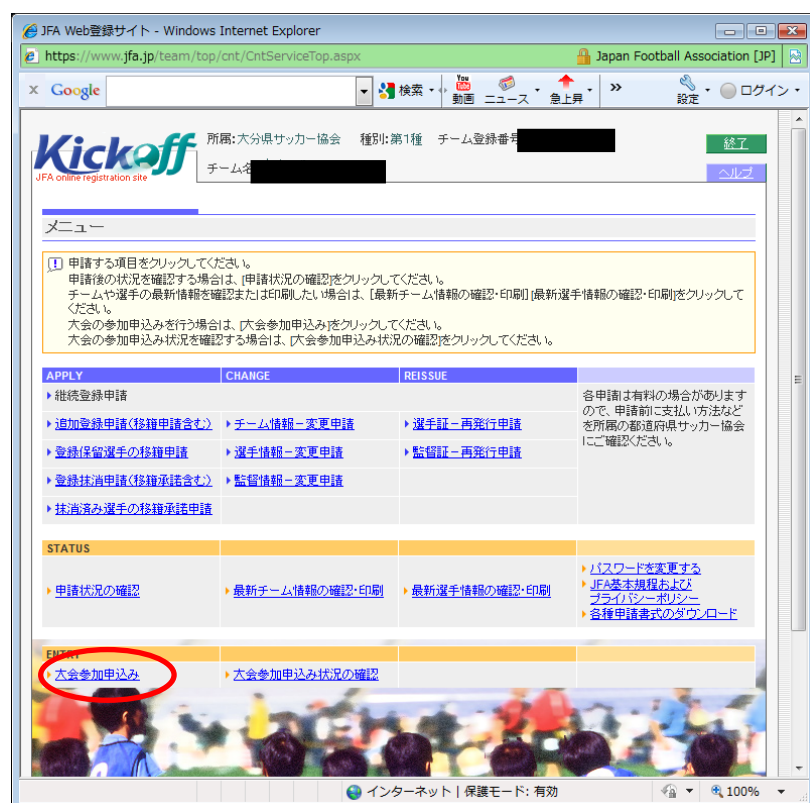 JFA Web登録サイト - Windows Internet Explorer
https://www.jfa.jp/team/top/cnt/CntServiceTop.aspx
Japan Football Association [JP]
x Google 検索 動画 ニュース 急上昇 » 設定 ログイン
Kickoff
JFA online registration site
所属:大分県サッカー協会 種別:第1種 チーム登録番号
チーム名
終了
ヘルプ
メニュー
申請する項目をクリックしてください。
申請後の状況を確認する場合は、[申請状況の確認]をクリックしてください。
チームや選手の最新情報を確認または印刷したい場合は、[最新チーム情報の確認・印刷][最新選手情報の確認・印刷]をクリックして
ください。
大会の参加申込みを行う場合は、[大会参加申込み]をクリックしてください。
大会の参加申込み状況を確認する場合は、[大会参加申込み状況の確認]をクリックしてください。
APPLY CHANGE REISSUE
継続登録申請
追加登録申請(移籍申請含む) チーム情報－変更申請 選手証－再発行申請
登録保留選手の移籍申請 選手情報－変更申請 監督証－再発行申請
登録抹消申請(移籍承諾含む) 監督情報－変更申請
抹消済み選手の移籍承諾申請
各申請は有料の場合があります
ので、申請前に支払い方法など
を所属の都道府県サッカー協会
にご確認ください。
STATUS
申請状況の確認 最新チーム情報の確認・印刷 最新選手情報の確認・印刷
パスワードを変更する
JFA基本規程および
プライバシーポリシー
各種申請書式のダウンロード
ENTRY
大会参加申込み 大会参加申込み状況の確認
インターネット | 保護モード: 有効 100%